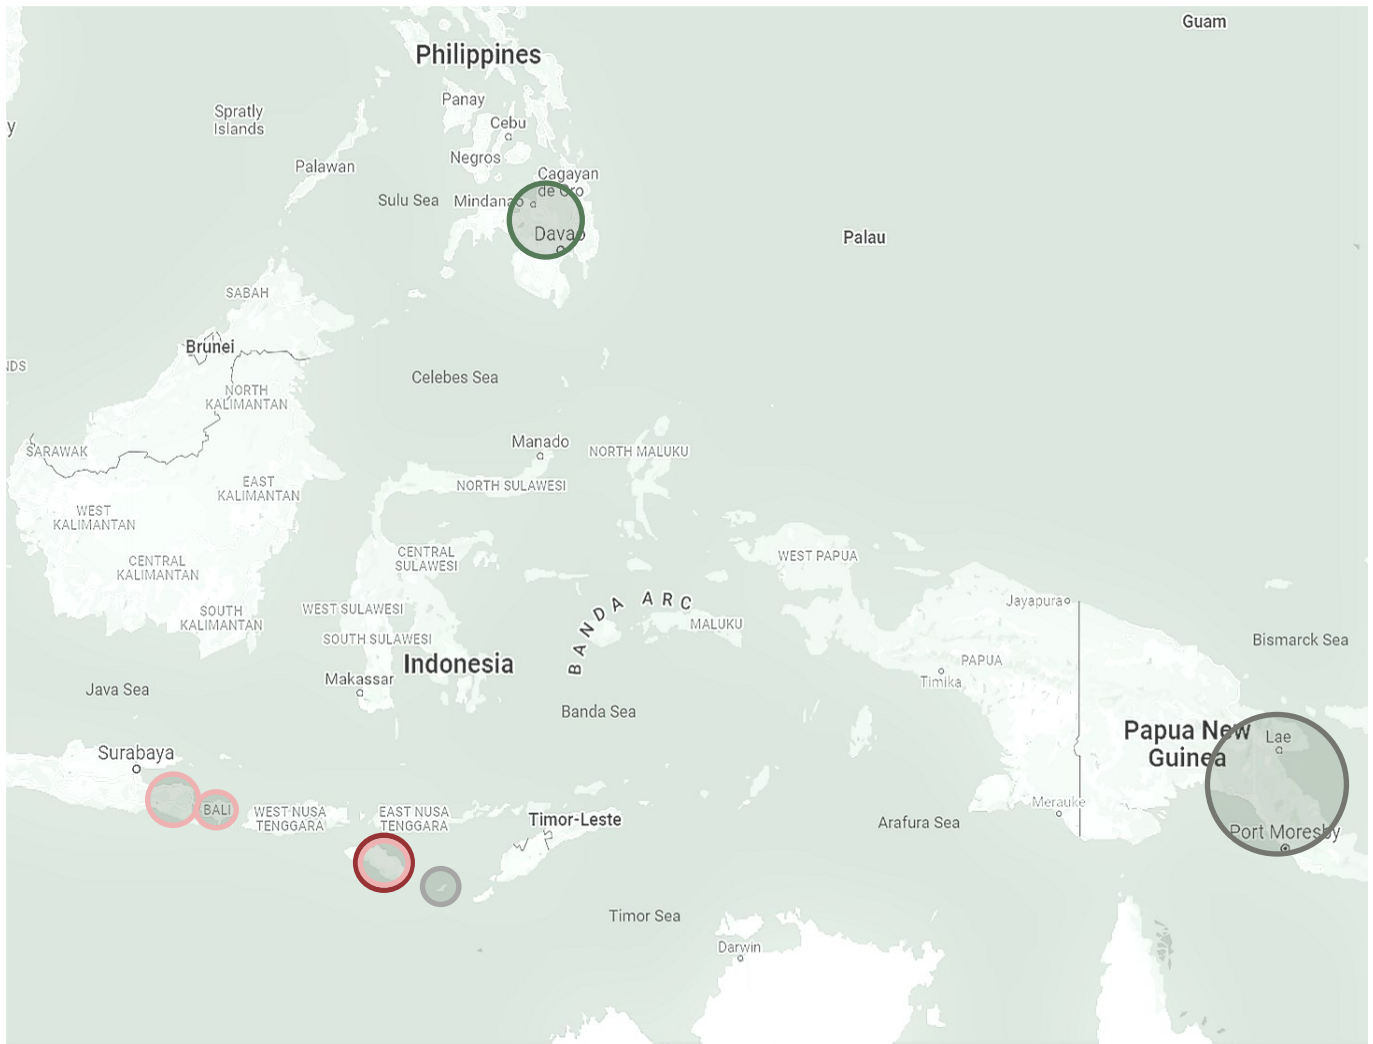 Guam
Philippines
Panay
Spratly
Islands
Cebu
y
Negros
Palawan
Cagayan
de Oro
Sulu Sea
Mindanao
Davao
Palau
SABAH
Brunei
NDS
Celebes Sea
NORTH
KALIMANTAN
Manado
SARAWAK
NORTH MALUKU
EAST
KALIMANTAN
NORTH SULAWESI
WEST
KALIMANTAN
CENTRAL
SULAWESI
WEST PAPUA
CENTRAL
KALIMANTAN
BANDA ARC
Jayapura
WEST SULAWESI
SOUTH
KALIMANTAN
MALUKU
SOUTH SULAWESI
Bismarck Sea
Indonesia
PAPUA
Makassar
Timika
Java Sea
Banda Sea
Papua New
Guinea
Lae
Surabaya
Merauke
BALI
WEST NUSA
TENGGARA
EAST NUSA
TENGGARA
Timor-Leste
Arafura Sea
Port Moresby
Timor Sea
Darwin